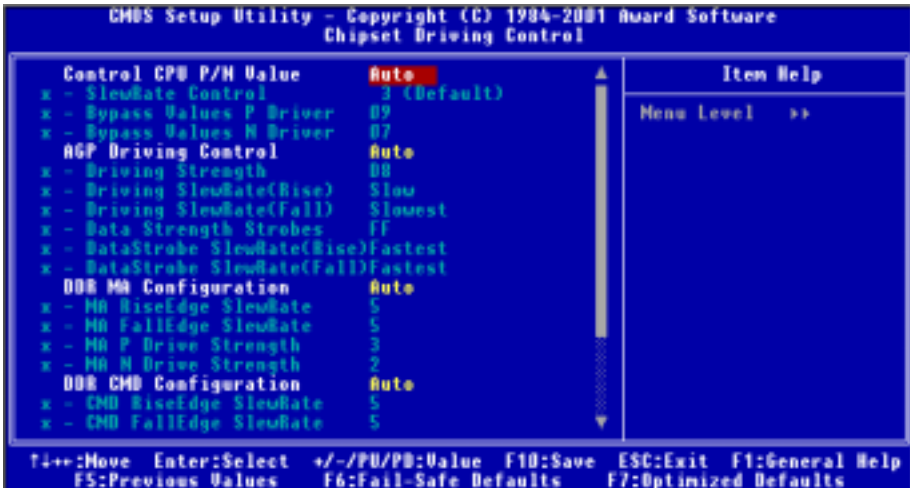 CMOS Setup Utility - Copyright (C) 1984-2001 Award Software
Chipset Driving Control
Control CPU P/N Value Auto
x - SlewRate Control 3 (Default)
x - Bypass Values P Driver 09
x - Bypass Values N Driver 07
AGP Driving Control Auto
x - Driving Strength D8
x - Driving SlewRate(Rise) Slow
x - Driving SlewRate(Fall) Slowest
x - Data Strength Strobes FF
x - DataStrobe SlewRate(Rise)Fastest
x - DataStrobe SlewRate(Fall)Fastest
DDR MA Configuration Auto
x - MA RiseEdge SlewRate 5
x - MA FallEdge SlewRate 5
x - MA P Drive Strength 3
x - MA N Drive Strength 2
DDR CMD Configuration Auto
x - CMD RiseEdge SlewRate 5
x - CMD FallEdge SlewRate 5
Item Help
Menu Level >>
↑↓→←:Move Enter:Select +/-/PU/PD:Value F10:Save ESC:Exit F1:General Help
F5:Previous Values F6:Fail-Safe Defaults F7:Optimized Defaults